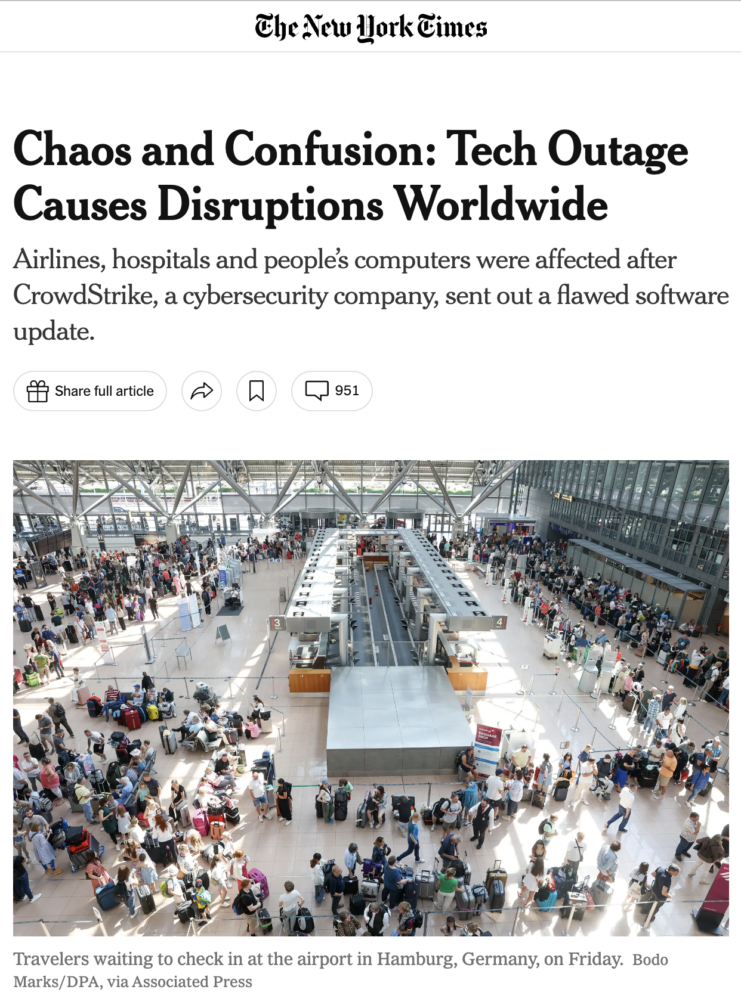 The New York Times
Chaos and Confusion: Tech Outage
Causes Disruptions Worldwide
Airlines, hospitals and people’s computers were affected after
CrowdStrike, a cybersecurity company, sent out a flawed software
update.
Share full article
951
3
4
3
4
BAGGAGE
DROP
Travelers waiting to check in at the airport in Hamburg, Germany, on Friday. Bodo
Marks/DPA, via Associated Press